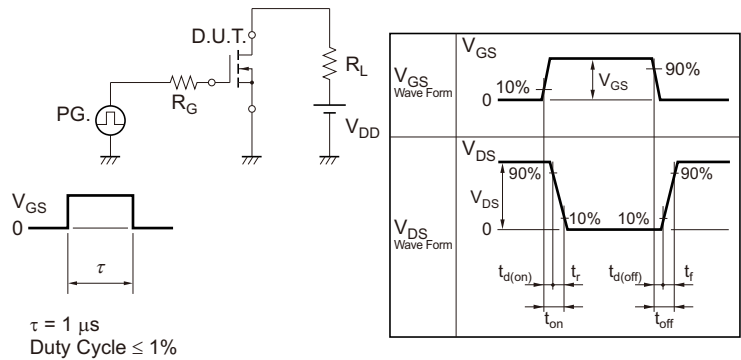 D.U.T.
R_L
R_G
PG.
V_DD
V_GS
0
τ
τ = 1 μs
Duty Cycle ≤ 1%
V_GS
Wave Form
V_GS
10%
V_GS
90%
0
V_DS
Wave Form
V_DS
90%
90%
V_DS
10%
10%
0
t_d(on)
t_r
t_d(off)
t_f
t_on
t_off